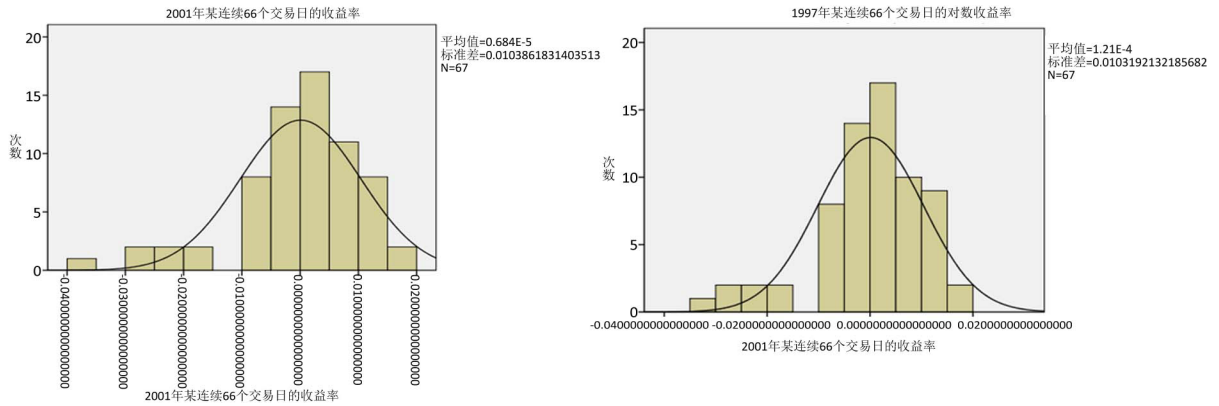 2001年某连续66个交易日的收益率
平均值=0.684E-5
标准差=0.0103861831403513
N=67
20
15
10
5
0
次数
-0.0400000000000000
-0.0300000000000000
-0.0200000000000000
-0.0100000000000000
0.0000000000000000
0.0100000000000000
0.0200000000000000
2001年某连续66个交易日的收益率
1997年某连续66个交易日的对数收益率
平均值=1.21E-4
标准差=0.0103192132185682
N=67
20
15
10
5
0
次数
-0.0400000000000000 -0.0200000000000000 0.0000000000000000 0.0200000000000000
2001年某连续66个交易日的收益率